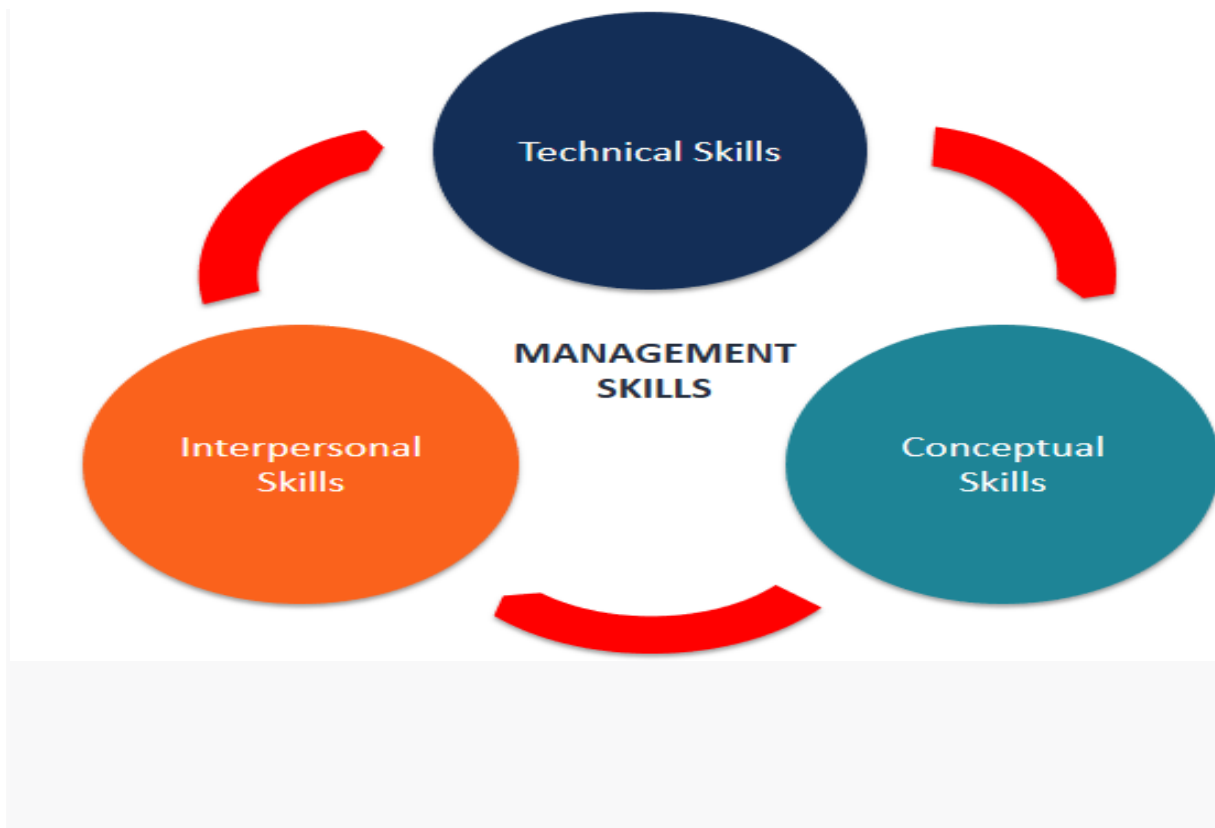 Technical Skills
MANAGEMENT
SKILLS
Interpersonal
Skills
Conceptual
Skills